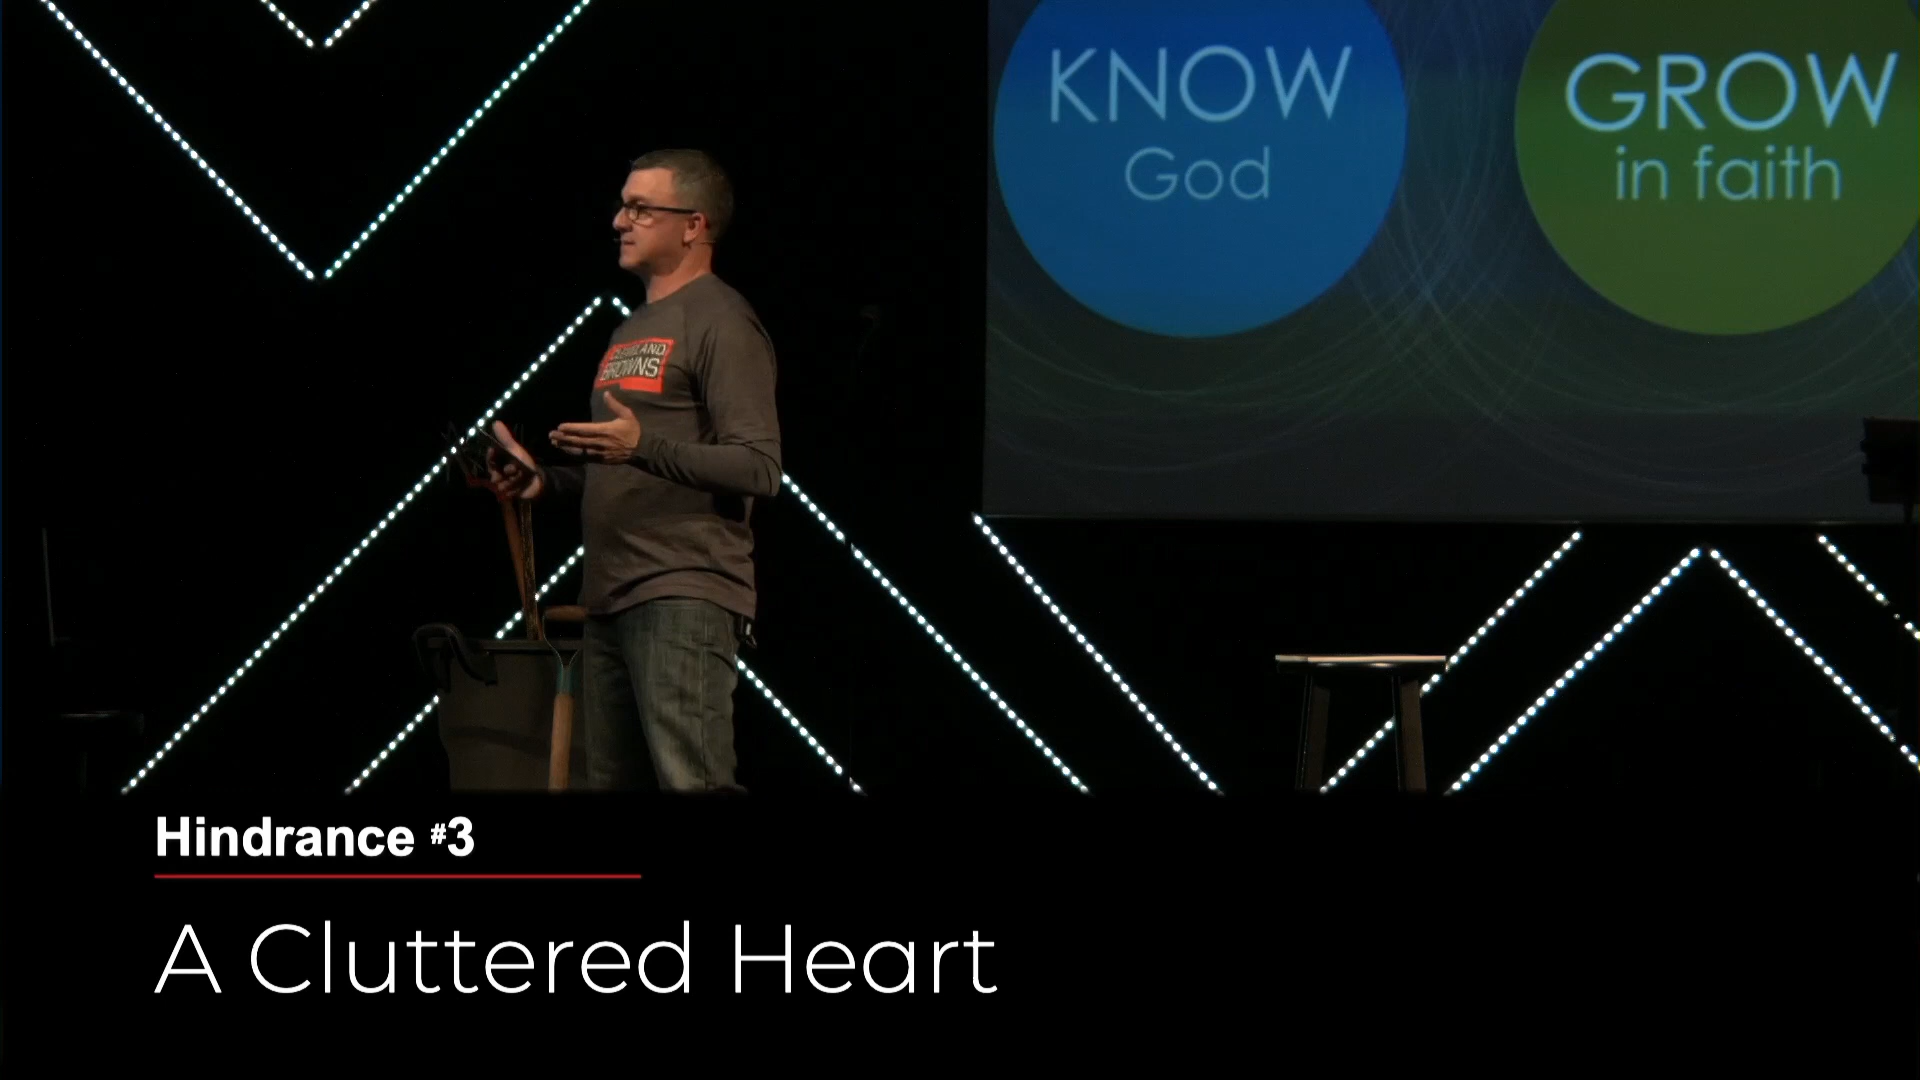 KNOW
God
GROW
in faith
CLEVELAND
BROWNS
Hindrance #3
A Cluttered Heart